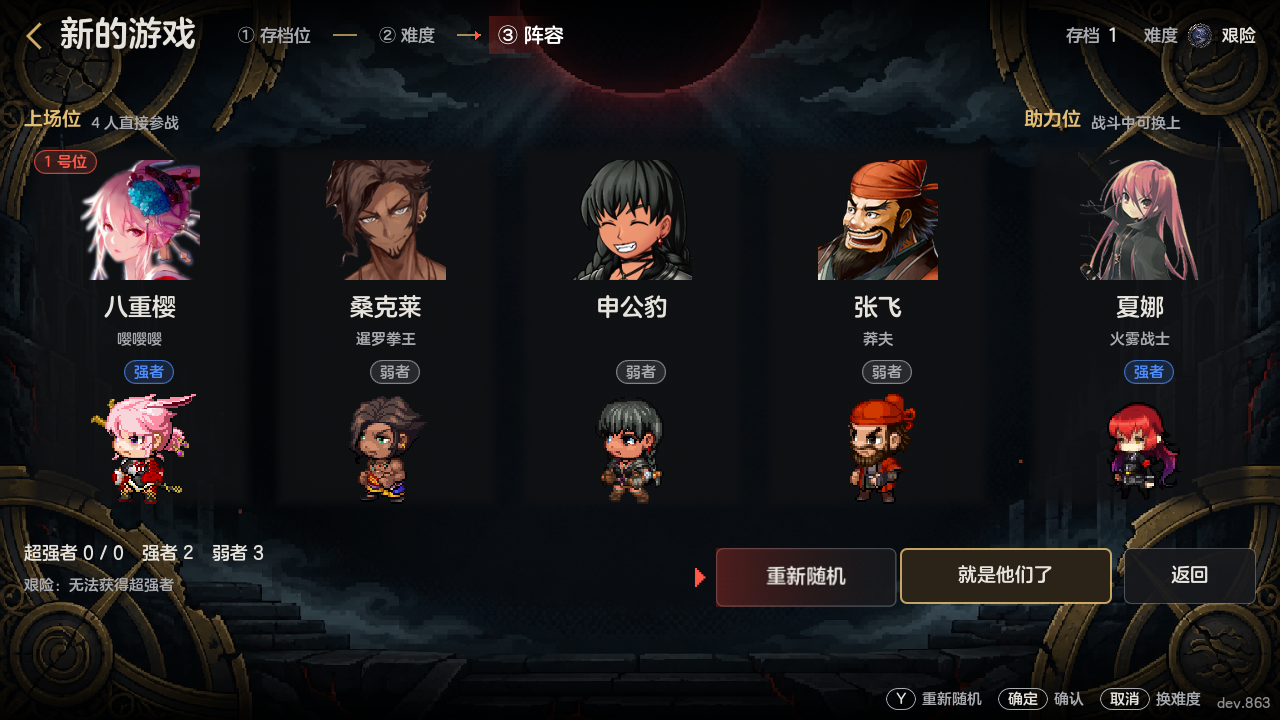 新的游戏
① 存档位
② 难度
③ 阵容
存档 1 难度 艰险
上场位 4 人直接参战
助力位 战斗中可换上
1 号位
八重樱
嘤嘤嘤
强者
桑克莱
暹罗拳王
弱者
申公豹
弱者
张飞
莽夫
弱者
夏娜
火雾战士
强者
超强者 0 / 0 强者 2 弱者 3
艰险：无法获得超强者
重新随机
就是他们了
返回
Y 重新随机 确定 确认 取消 换难度
dev.863